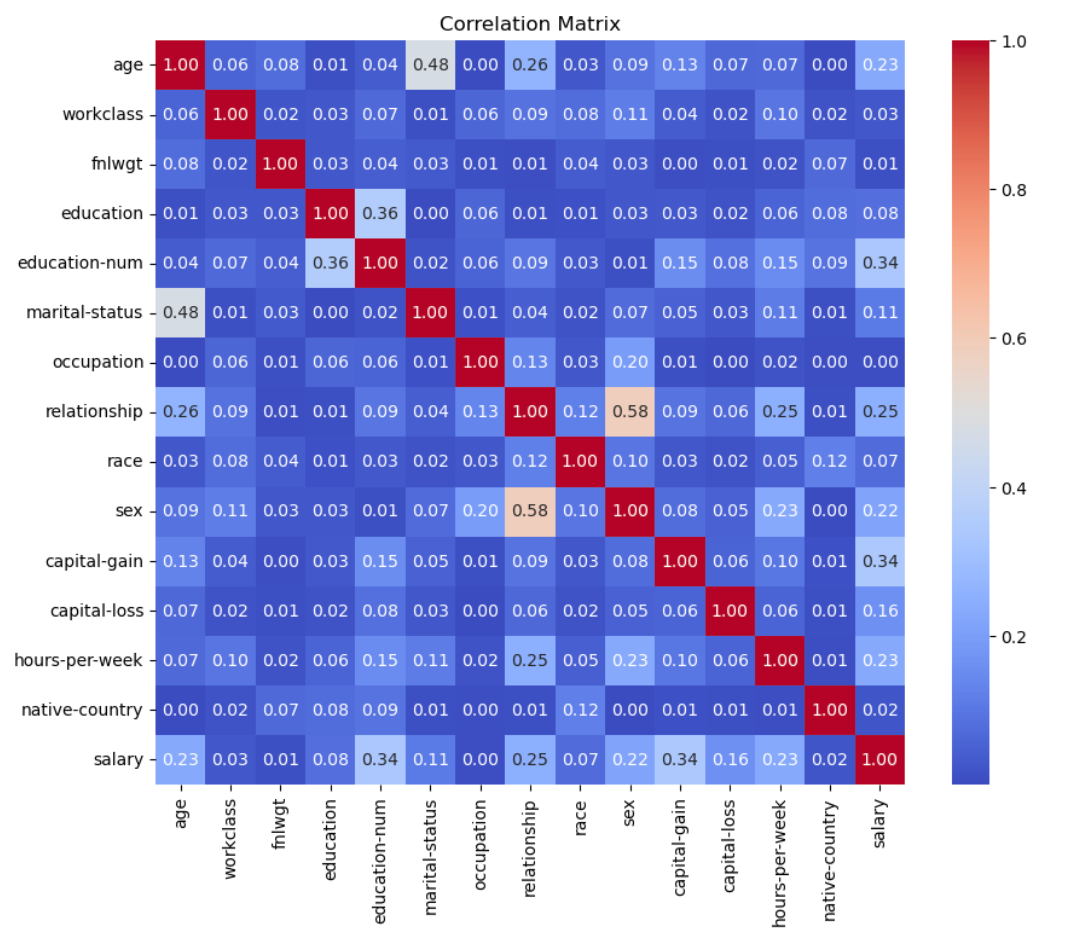 Correlation Matrix
age 1.00 0.06 0.08 0.01 0.04 0.48 0.00 0.26 0.03 0.09 0.13 0.07 0.07 0.00 0.23
workclass 0.06 1.00 0.02 0.03 0.07 0.01 0.06 0.09 0.08 0.11 0.04 0.02 0.10 0.02 0.03
fnlwgt 0.08 0.02 1.00 0.03 0.04 0.03 0.01 0.01 0.04 0.03 0.00 0.01 0.02 0.07 0.01
education 0.01 0.03 0.03 1.00 0.36 0.00 0.06 0.01 0.01 0.03 0.03 0.02 0.06 0.08 0.08
education-num 0.04 0.07 0.04 0.36 1.00 0.02 0.06 0.09 0.03 0.01 0.15 0.08 0.15 0.09 0.34
marital-status 0.48 0.01 0.03 0.00 0.02 1.00 0.01 0.04 0.02 0.07 0.05 0.03 0.11 0.01 0.11
occupation 0.00 0.06 0.01 0.06 0.06 0.01 1.00 0.13 0.03 0.20 0.01 0.00 0.02 0.00 0.00
relationship 0.26 0.09 0.01 0.01 0.09 0.04 0.13 1.00 0.12 0.58 0.09 0.06 0.25 0.01 0.25
race 0.03 0.08 0.04 0.01 0.03 0.02 0.03 0.12 1.00 0.10 0.03 0.02 0.05 0.12 0.07
sex 0.09 0.11 0.03 0.03 0.01 0.07 0.20 0.58 0.10 1.00 0.08 0.05 0.23 0.00 0.22
capital-gain 0.13 0.04 0.00 0.03 0.15 0.05 0.01 0.09 0.03 0.08 1.00 0.06 0.10 0.01 0.34
capital-loss 0.07 0.02 0.01 0.02 0.08 0.03 0.00 0.06 0.02 0.05 0.06 1.00 0.06 0.01 0.16
hours-per-week 0.07 0.10 0.02 0.06 0.15 0.11 0.02 0.25 0.05 0.23 0.10 0.06 1.00 0.01 0.23
native-country 0.00 0.02 0.07 0.08 0.09 0.01 0.00 0.01 0.12 0.00 0.01 0.01 0.01 1.00 0.02
salary 0.23 0.03 0.01 0.08 0.34 0.11 0.00 0.25 0.07 0.22 0.34 0.16 0.23 0.02 1.00
age
workclass
fnlwgt
education
education-num
marital-status
occupation
relationship
race
sex
capital-gain
capital-loss
hours-per-week
native-country
salary
1.0
0.8
0.6
0.4
0.2